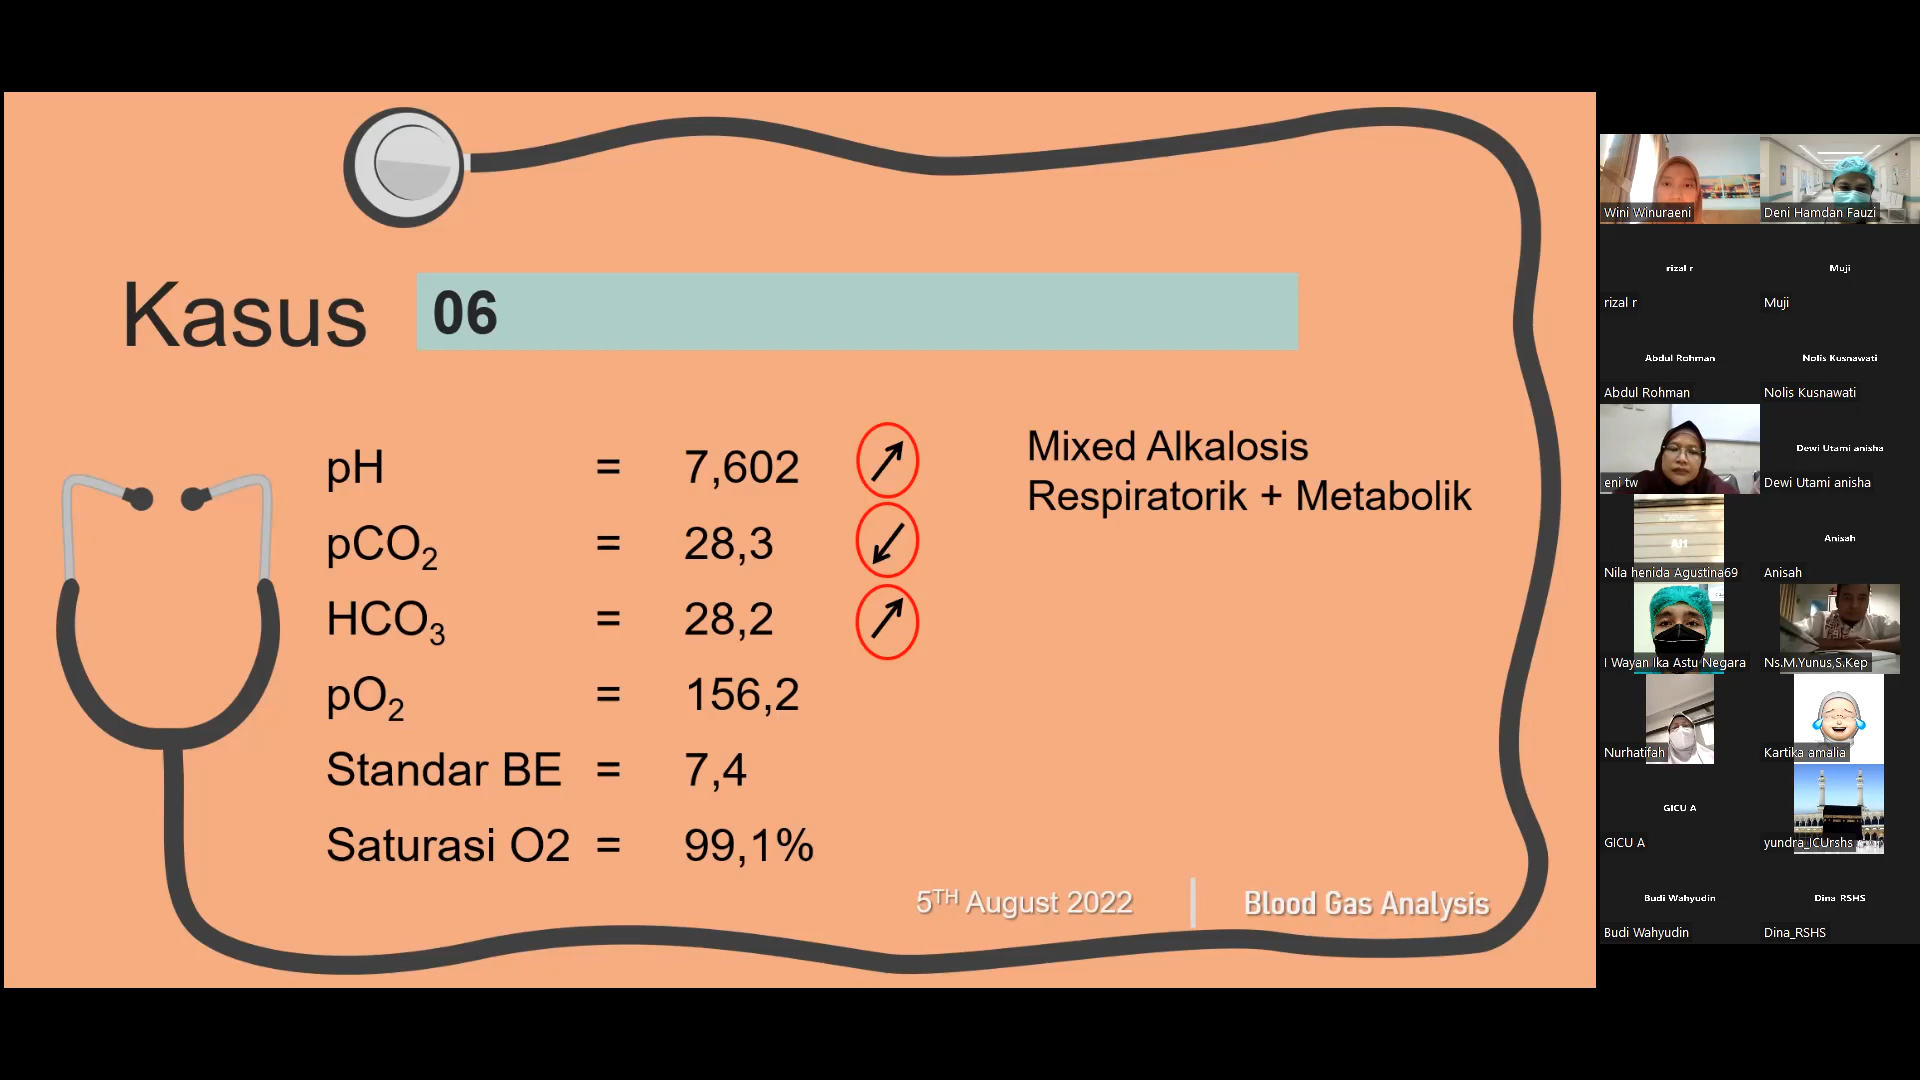 Kasus 06
pH = 7,602
pCO₂ = 28,3
HCO₃ = 28,2
pO₂ = 156,2
Standar BE = 7,4
Saturasi O2 = 99,1%
Mixed Alkalosis
Respiratorik + Metabolik
5TH August 2022 | Blood Gas Analysis
Wini Winuraeni
Deni Hamdan Fauzi
rizal r
rizal r
Muji
Muji
Abdul Rohman
Abdul Rohman
Nolis Kusnawati
Nolis Kusnawati
eni tw
Dewi Utami anisha
Dewi Utami anisha
Nila henida Agustina69
Anisah
Anisah
I Wayan Ika Astu Negara
Ns.M.Yunus,S.Kep
Nurhatifah
Kartika amalia
GICU A
GICU A
yundra_ICUrshs
Budi Wahyudin
Budi Wahyudin
Dina RSHS
Dina_RSHS